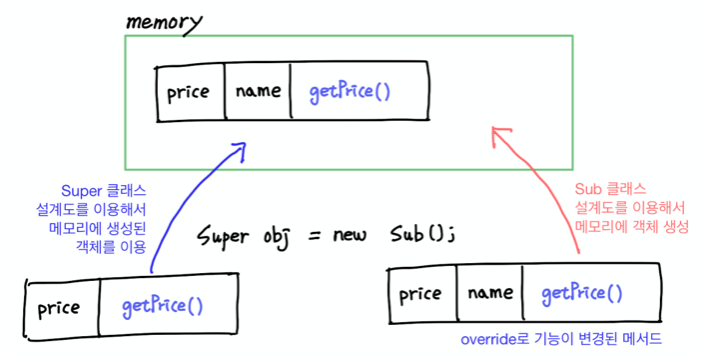 memory
price name getPrice()
Super 클래스
설계도를 이용해서
메모리에 생성된
객체를 이용
Sub 클래스
설계도를 이용해서
메모리에 객체 생성
Super obj = new Sub();
price getPrice()
price name getPrice()
override로 기능이 변경된 메서드